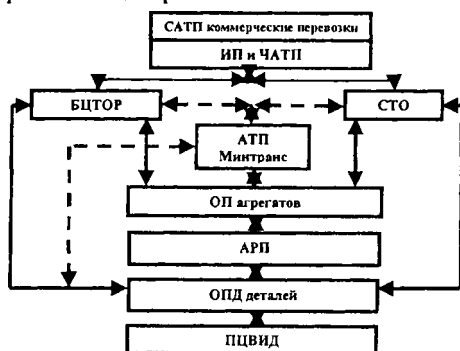 САТП коммерческие перевозки
ИП и ЧАТП
БЦТОР
СТО
АТП
Минтранс
ОП агрегатов
АРП
ОПД деталей
ПЦВИД